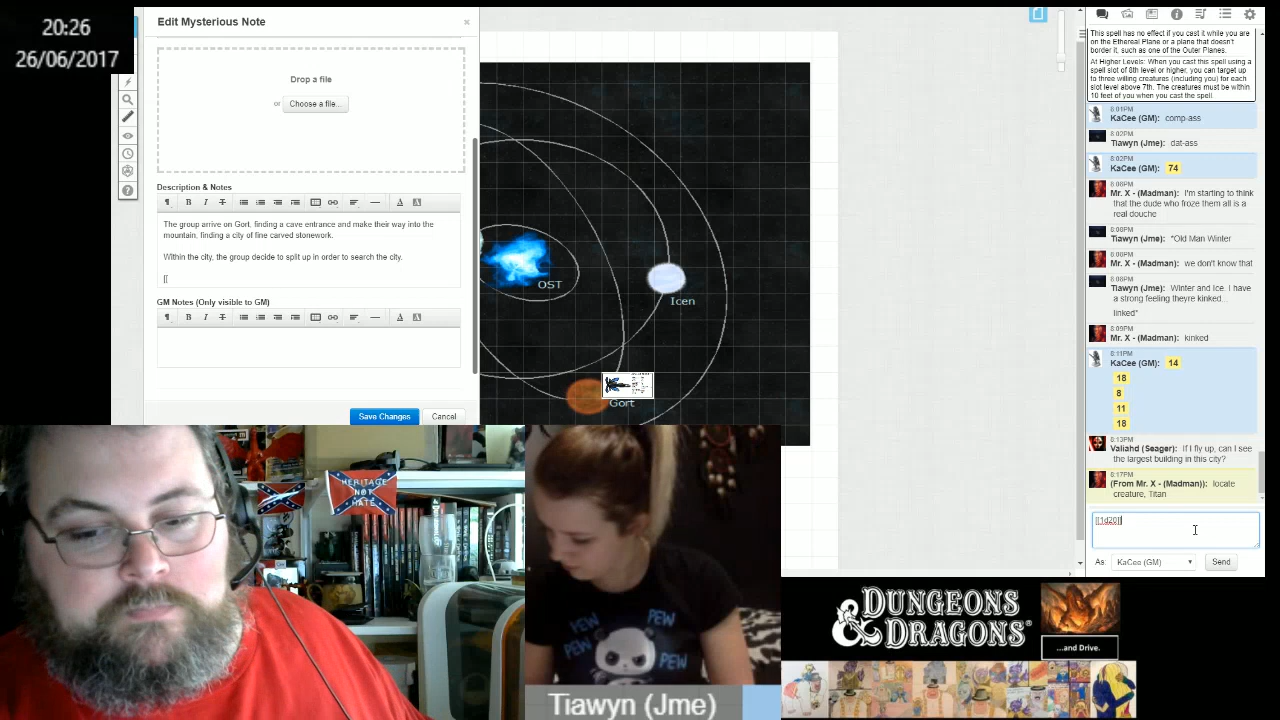 20:26
26/06/2017
Edit Mysterious Note
×
Drop a file
or Choose a file...
Description & Notes
The group arrive on Gort, finding a cave entrance and make their way into the
mountain, finding a city of fine carved stonework.
Within the city, the group decide to split up in order to search the city.
[[
GM Notes (Only visible to GM)
Save Changes
Cancel
OST
Icen
Gort
This spell has no effect if you cast it while you are
on the Ethereal Plane or a plane that doesn't
border it, such as one of the Outer Planes.
At Higher Levels: When you cast this spell using a
spell slot of 8th level or higher, you can target up
to three willing creatures (including you) for each
slot level above 7th. The creatures must be within
10 feet of you when you cast the spell.
8:01PM
KaCee (GM): comp-ass
8:02PM
Tiawyn (Jme): dat-ass
8:02PM
KaCee (GM): 74
8:06PM
Mr. X - (Madman): I'm starting to think
that the dude who froze them all is a
real douche
8:08PM
Tiawyn (Jme): *Old Man Winter
8:08PM
Mr. X - (Madman): we don't know that
8:08PM
Tiawyn (Jme): Winter and Ice. I have
a strong feeling theyre kinked...
linked*
8:09PM
Mr. X - (Madman): kinked
8:11PM
KaCee (GM): 14
18
8
11
18
8:13PM
Valiahd (Seager): If I fly up, can I see
the largest building in this city?
8:17PM
(From Mr. X - (Madman)): locate
creature, Titan
[[1d20]]
As: KaCee (GM)
Send
HERITAGE
NOT
HATE
PEW
PEW
PEW
PEW
Tiawyn (Jme)
DUNGEONS
& DRAGONS®
...and Drive.